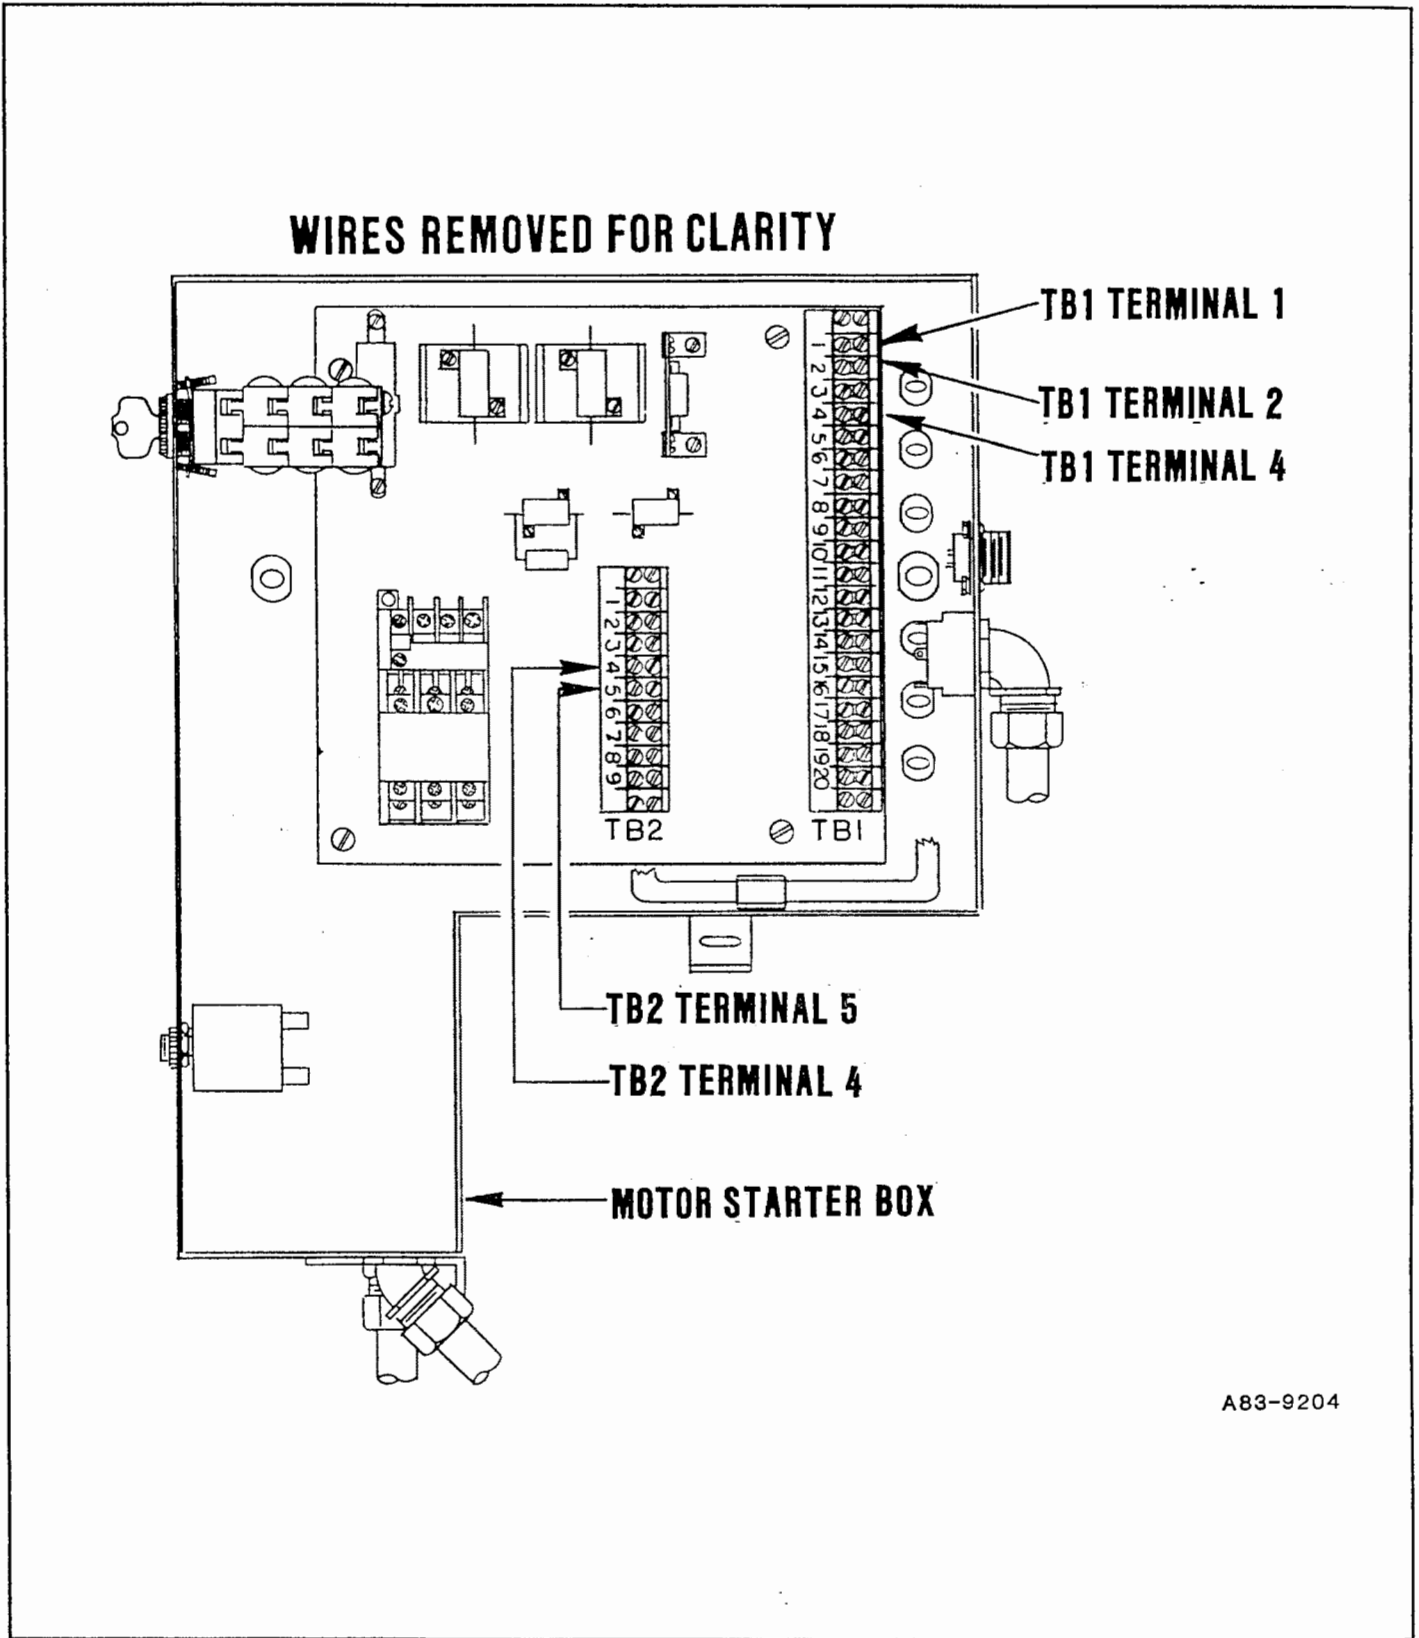 WIRES REMOVED FOR CLARITY
TB1 TERMINAL 1
TB1 TERMINAL 2
TB1 TERMINAL 4
1
2
3
4
5
6
7
8
9
10
11
12
13
14
15
16
17
18
19
20
TB1
1
2
3
4
5
6
7
8
9
TB2
TB2 TERMINAL 5
TB2 TERMINAL 4
MOTOR STARTER BOX
A83-9204